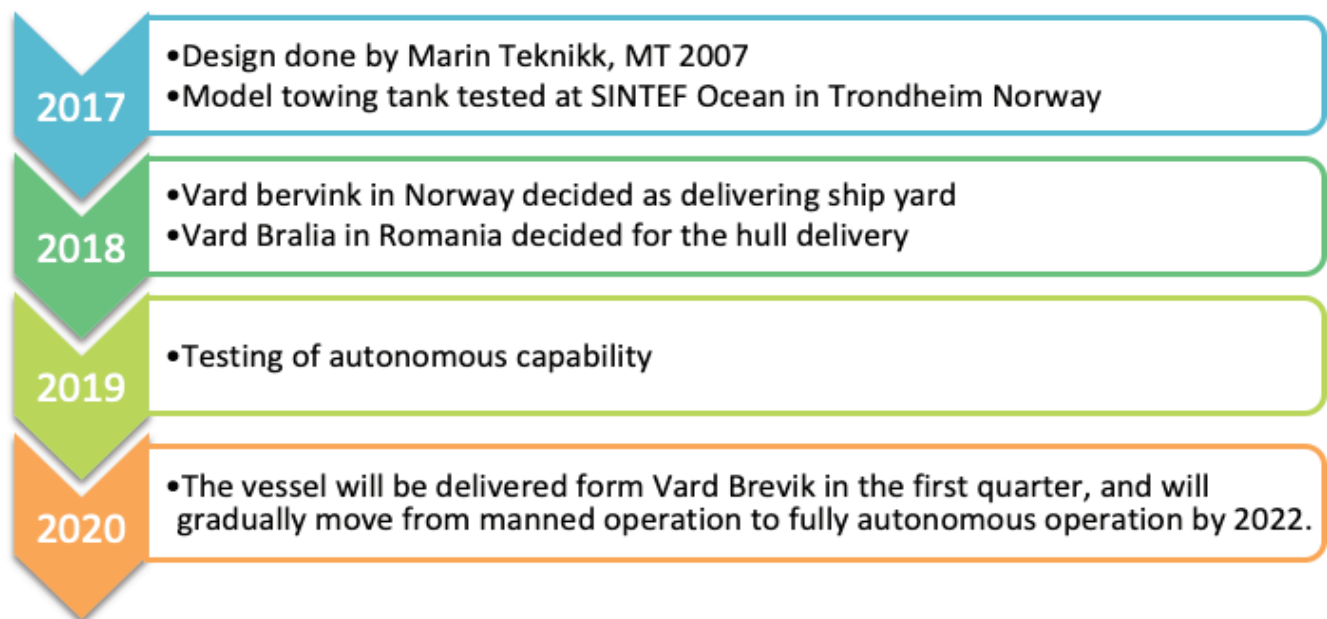 2017
•Design done by Marin Teknikk, MT 2007
•Model towing tank tested at SINTEF Ocean in Trondheim Norway
2018
•Vard bervink in Norway decided as delivering ship yard
•Vard Bralia in Romania decided for the hull delivery
2019
•Testing of autonomous capability
2020
•The vessel will be delivered form Vard Brevik in the first quarter, and will
gradually move from manned operation to fully autonomous operation by 2022.